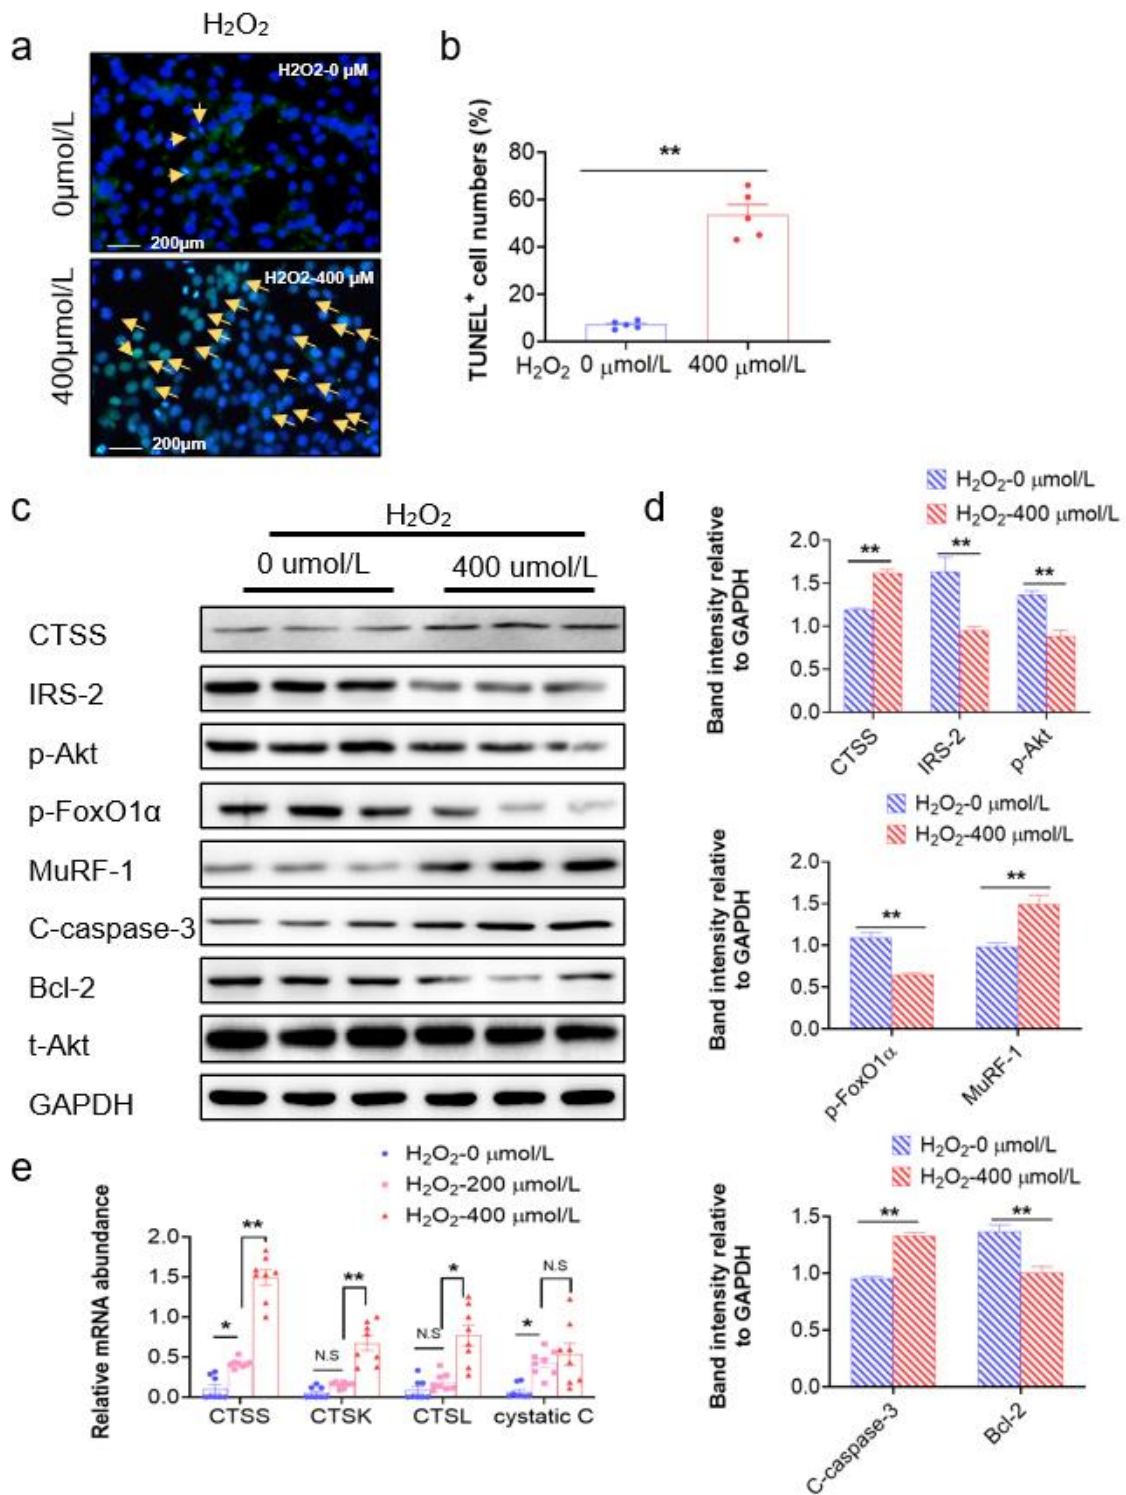 a
H₂O₂
0μmol/L
H2O2-0 μM
200μm
400μmol/L
H2O2-400 μM
200μm
b
TUNEL⁺ cell numbers (%)
80
60
40
20
0
**
H₂O₂ 0 μmol/L 400 μmol/L
c
H₂O₂
0 umol/L 400 umol/L
CTSS
IRS-2
p-Akt
p-FoxO1α
MuRF-1
C-caspase-3
Bcl-2
t-Akt
GAPDH
d
H₂O₂-0 μmol/L
H₂O₂-400 μmol/L
Band intensity relative
to GAPDH
2.0
1.5
1.0
0.5
0.0
** ** **
CTSS IRS-2 p-Akt
H₂O₂-0 μmol/L
H₂O₂-400 μmol/L
Band intensity relative
to GAPDH
2.0
1.5
1.0
0.5
0.0
** **
p-FoxO1α MuRF-1
H₂O₂-0 μmol/L
H₂O₂-400 μmol/L
Band intensity relative
to GAPDH
1.5
1.0
0.5
0.0
** **
C-caspase-3 Bcl-2
e
H₂O₂-0 μmol/L
H₂O₂-200 μmol/L
H₂O₂-400 μmol/L
Relative mRNA abundance
2.0
1.5
1.0
0.5
0.0
* ** N.S ** N.S * * N.S
CTSS CTSK CTSL cystatic C